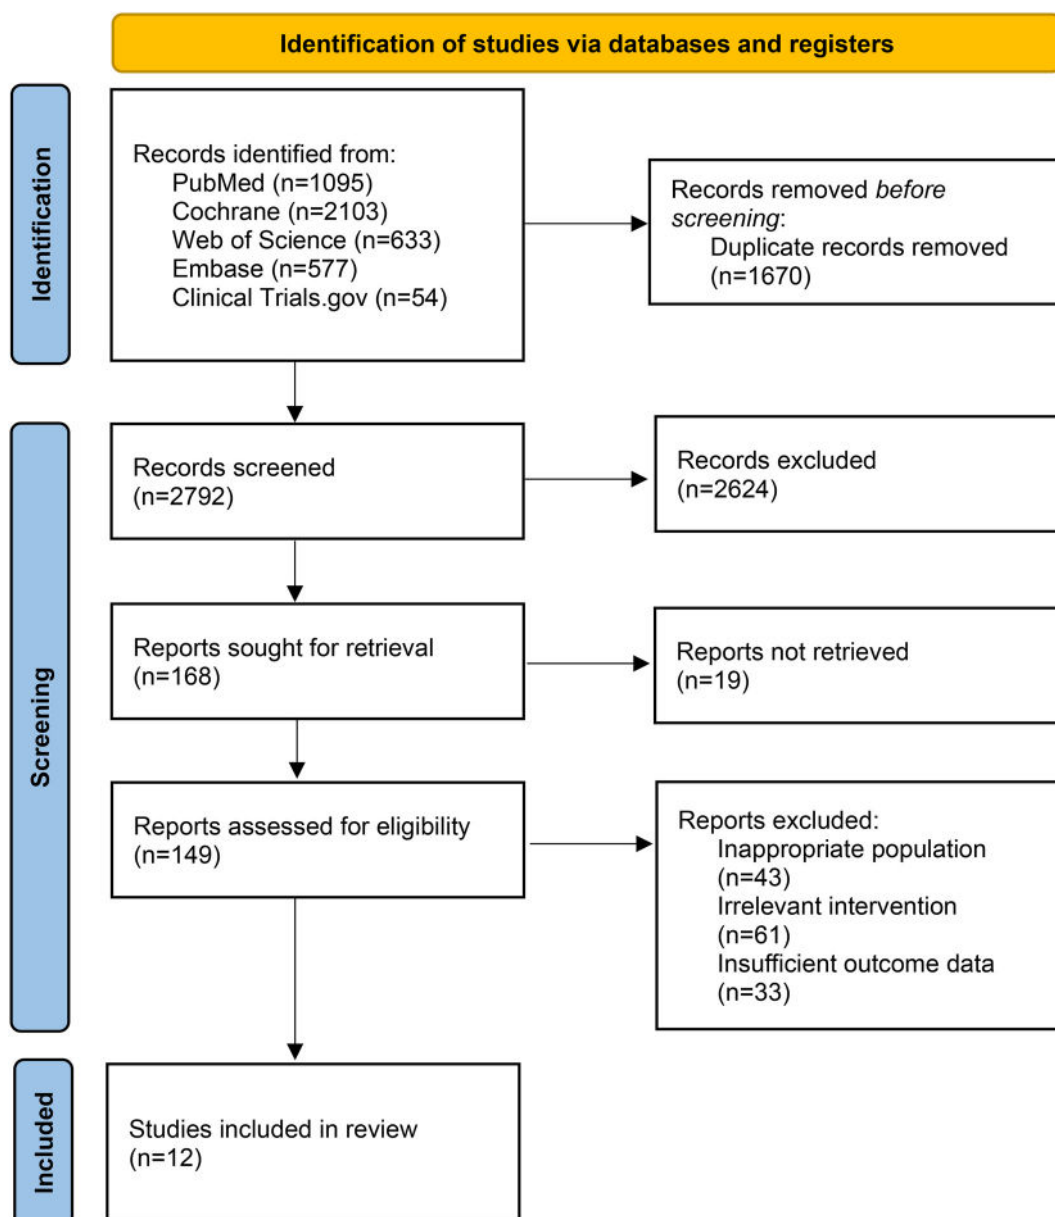 Identification of studies via databases and registers
Identification
Records identified from:
PubMed (n=1095)
Cochrane (n=2103)
Web of Science (n=633)
Embase (n=577)
Clinical Trials.gov (n=54)
Records removed before
screening:
Duplicate records removed
(n=1670)
Screening
Records screened
(n=2792)
Records excluded
(n=2624)
Reports sought for retrieval
(n=168)
Reports not retrieved
(n=19)
Reports assessed for eligibility
(n=149)
Reports excluded:
Inappropriate population
(n=43)
Irrelevant intervention
(n=61)
Insufficient outcome data
(n=33)
Included
Studies included in review
(n=12)